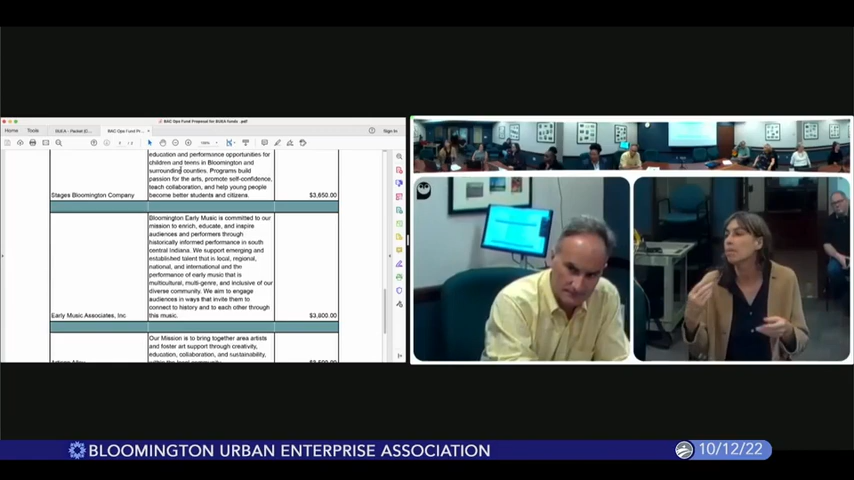 BAC Ops Fund Proposal for BUEA funds .pdf
Home Tools BUEA - Packet (O... BAC Ops Fund Pr... × Sign In
education and performance opportunities for
children and teens in Bloomington and
surrounding counties. Programs build
passion for the arts, promote self-confidence,
teach collaboration, and help young people
Stages Bloomington Company become better students and citizens. $3,650.00
Bloomington Early Music is committed to our
mission to enrich, educate, and inspire
audiences and performers through
historically informed performance in south
central Indiana. We support emerging and
established talent that is local, regional,
national, and international and the
performance of early music that is
multicultural, multi-genre, and inclusive of our
diverse community. We aim to engage
audiences in ways that invite them to
connect to history and to each other through
Early Music Associates, Inc this music. $3,800.00
Our Mission is to bring together area artists
and foster art support through creativity,
education, collaboration, and sustainability,
BLOOMINGTON URBAN ENTERPRISE ASSOCIATION 10/12/22